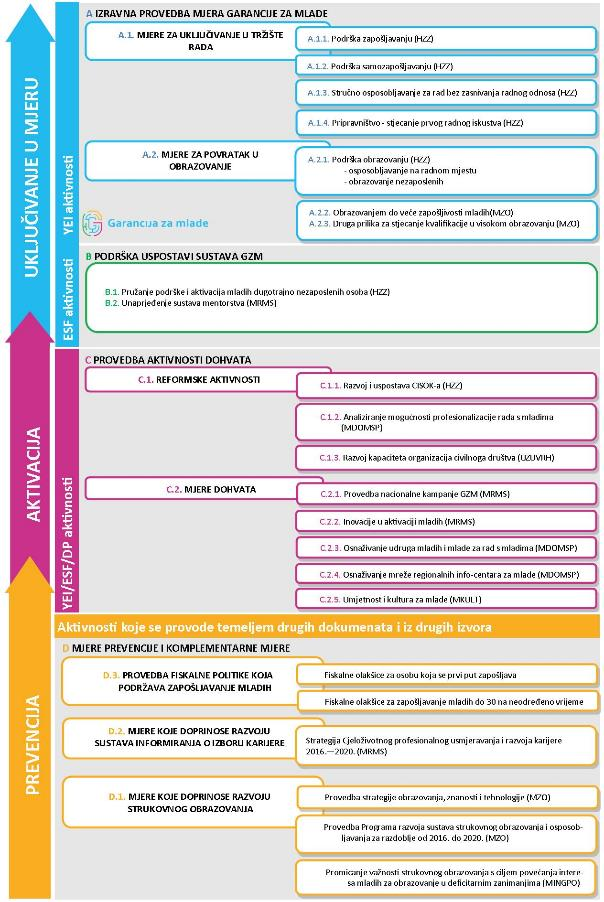 UKLJUČIVANJE U MJERU
YEI aktivnosti
A IZRAVNA PROVEDBA MJERA GARANCIJE ZA MLADE
A.1. MJERE ZA UKLJUČIVANJE U TRŽIŠTE
RADA
A.1.1. Podrška zapošljavanju (HZZ)
A.1.2. Podrška samozapošljavanju (HZZ)
A.1.3. Stručno osposobljavanje za rad bez zasnivanja radnog odnosa (HZZ)
A.1.4. Pripravništvo - stjecanje prvog radnog iskustva (HZZ)
A.2. MJERE ZA POVRATAK U
OBRAZOVANJE
A.2.1. Podrška obrazovanju (HZZ)
- osposobljavanje na radnom mjestu
- obrazovanje nezaposlenih
A.2.2. Obrazovanjem do veće zapošljivosti mladih(MZO)
A.2.3. Druga prilika za stjecanje kvalifikacije u visokom obrazovanju (MZO)
Garancija za mlade
ESF aktivnosti
B PODRŠKA USPOSTAVI SUSTAVA GZM
B.1. Pružanje podrške i aktivacija mladih dugotrajno nezaposlenih osoba (HZZ)
B.2. Unaprjeđenje sustava mentorstva (MRMS)
AKTIVACIJA
YEI/ESF/DP aktivnosti
C PROVEDBA AKTIVNOSTI DOHVATA
C.1. REFORMSKE AKTIVNOSTI
C.1.1. Razvoj i uspostava CISOK-a (HZZ)
C.1.2. Analiziranje mogućnosti profesionalizacije rada s mladima
(MDOMSP)
C.1.3. Razvoj kapaciteta organizacija civilnoga društva (UZUVRH)
C.2. MJERE DOHVATA
C.2.1. Provedba nacionalne kampanje GZM (MRMS)
C.2.2. Inovacije u aktivaciji mladih (MRMS)
C.2.3. Osnaživanje udruga mladih i mlade za rad s mladima (MDOMSP)
C.2.4. Osnaživanje mreže regionalnih info-centara za mlade (MDOMSP)
C.2.5. Umjetnost i kultura za mlade (MKULT)
PREVENCIJA
Aktivnosti koje se provode temeljem drugih dokumenata i iz drugih izvora
D MJERE PREVENCIJE I KOMPLEMENTARNE MJERE
D.3. PROVEDBA FISKALNE POLITIKE KOJA
PODRŽAVA ZAPOŠLJAVANJE MLADIH
Fiskalne olakšice za osobu koja se prvi put zapošljava
Fiskalne olakšice za zapošljavanje mladih do 30 na neodređeno vrijeme
D.2. MJERE KOJE DOPRINOSE RAZVOJU
SUSTAVA INFORMIRANJA O IZBORU KARIJERE
Strategija Cjeloživotnog profesionalnog usmjeravanja i razvoja karijere
2016.—2020. (MRMS)
D.1. MJERE KOJE DOPRINOSE RAZVOJU
STRUKOVNOG OBRAZOVANJA
Provedba strategije obrazovanja, znanosti i tehnologije (MZO)
Provedba Programa razvoja sustava strukovnog obrazovanja i osposob-
ljavanja za razdoblje od 2016. do 2020. (MZO)
Promicanje važnosti strukovnog obrazovanja s ciljem povećanja intere-
sa mladih za obrazovanje u deficitarnim zanimanjima (MINGPO)